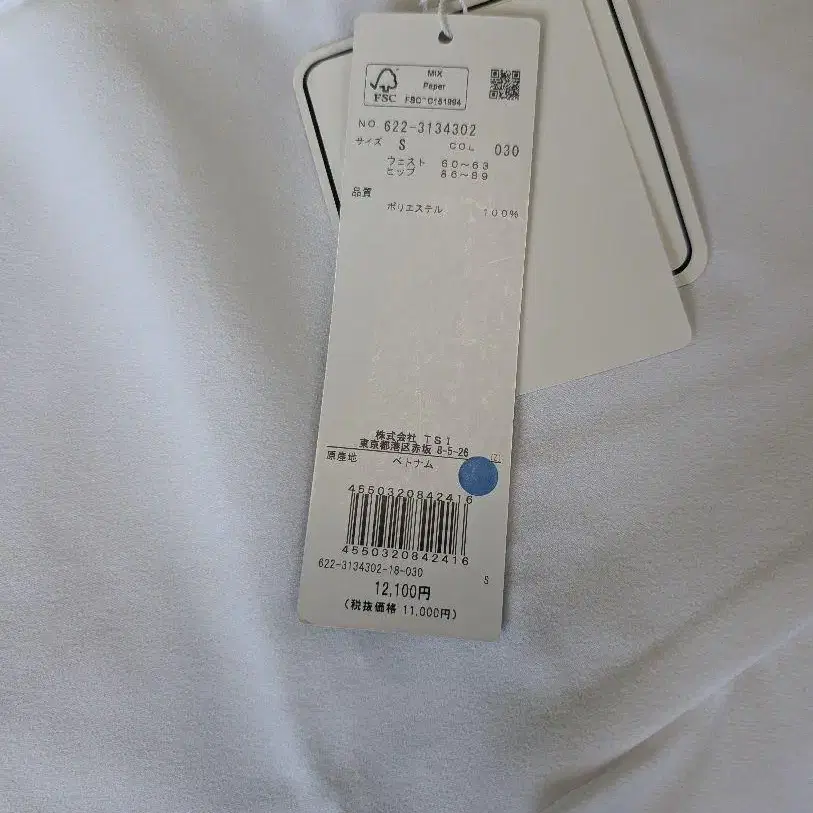 MIX
Paper
FSC® C151994
FSC
NO 622-3134302
サイズ S COL 030
ウェスト 60~63
ヒップ 86~89
品質
ポリエステル 100%
株式会社 TSI
東京都港区赤坂 8-5-26
原産地 ベトナム
4550320842416
4550320842416
622-3134302-18-030 S
12,100円
(税抜価格 11,000円)